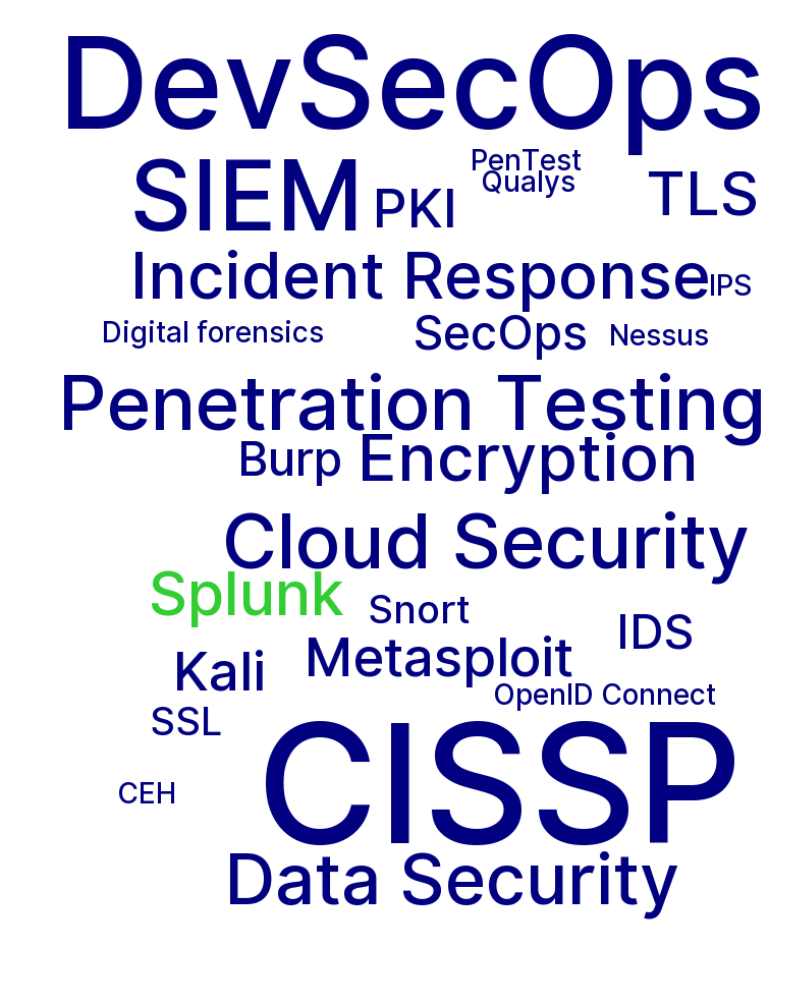 DevSecOps
PenTest
SIEM PKI Qualys TLS
Incident Response IPS
Digital forensics SecOps Nessus
Penetration Testing
Burp Encryption
Cloud Security
Splunk Snort
IDS
Kali Metasploit
OpenID Connect
SSL
CISSP
CEH
Data Security